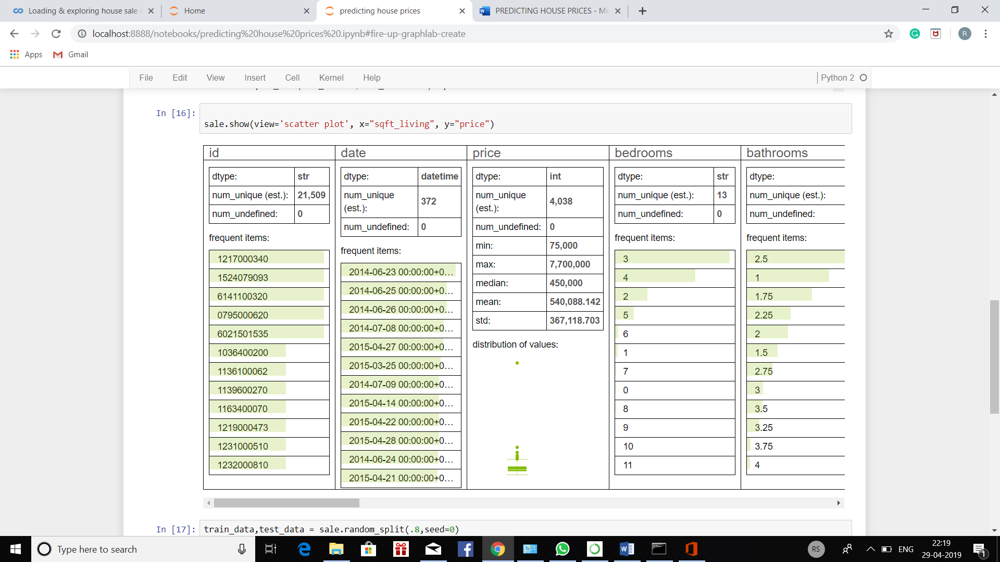 Loading & exploring house sale
Home
predicting house prices
PREDICTING HOUSE PRICES - Mi
localhost:8888/notebooks/predicting%20house%20prices%20.ipynb#fire-up-graphlab-create
R
Apps
Gmail
File Edit View Insert Cell Kernel Help
Python 2
In [16]:
sale.show(view='scatter plot', x="sqft_living", y="price")
id
dtype: str
num_unique (est.): 21,509
num_undefined: 0
frequent items:
1217000340
1524079093
6141100320
0795000620
6021501535
1036400200
1136100062
1139600270
1163400070
1219000473
1231000510
1232000810
date
dtype: datetime
num_unique (est.): 372
num_undefined: 0
frequent items:
2014-06-23 00:00:00+0...
2014-06-25 00:00:00+0...
2014-06-26 00:00:00+0...
2014-07-08 00:00:00+0...
2015-04-27 00:00:00+0...
2015-03-25 00:00:00+0...
2014-07-09 00:00:00+0...
2015-04-14 00:00:00+0...
2015-04-22 00:00:00+0...
2015-04-28 00:00:00+0...
2014-06-24 00:00:00+0...
2015-04-21 00:00:00+0...
price
dtype: int
num_unique (est.): 4,038
num_undefined: 0
min: 75,000
max: 7,700,000
median: 450,000
mean: 540,088.142
std: 367,118.703
distribution of values:
bedrooms
dtype: str
num_unique (est.): 13
num_undefined: 0
frequent items:
3
4
2
5
6
1
7
0
8
9
10
11
bathrooms
dtype:
num_unique (est.):
num_undefined:
frequent items:
2.5
1
1.75
2.25
2
1.5
2.75
3
3.5
3.25
3.75
4
In [17]: train_data,test_data = sale.random_split(.8,seed=0)
Type here to search
RS
ENG
22:19
29-04-2019
1